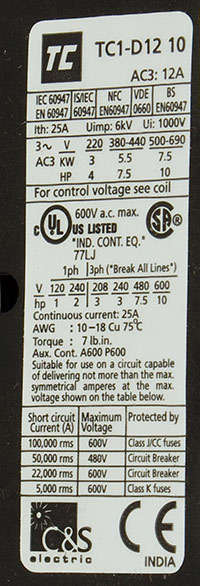 TC TC1-D12 10
AC3: 12A
IEC 60947 IS/IEC NFC VDE BS
EN 60947 60947 EN60947 0660 EN60947
Ith: 25A Uimp: 6kV Ui: 1000V
3~ V 220 380-440 500-690
AC3 KW 3 5.5 7.5
HP 4 7.5 10
For control voltage see coil
600V a.c. max.
C UL US LISTED SA
"IND. CONT. EQ."
77LJ
1ph 3ph ("Break All Lines")
V 120 240 208 240 480 600
hp 1 2 3 3 7.5 10
Continuous current: 25A
AWG : 10–18 Cu 75°C
Torque : 7 lb.in.
Aux. Cont. A600 P600
Suitable for use on a circuit capable
of delivering not more than the max.
symmetrical amperes at the max.
voltage shown on the table below.
Short circuit Maximum Protected by
Current (A) Voltage
100,000 rms 600V Class J/CC fuses
50,000 rms 480V Circuit Breaker
22,000 rms 600V Circuit Breaker
5,000 rms 600V Class K fuses
C&S CE
electric INDIA